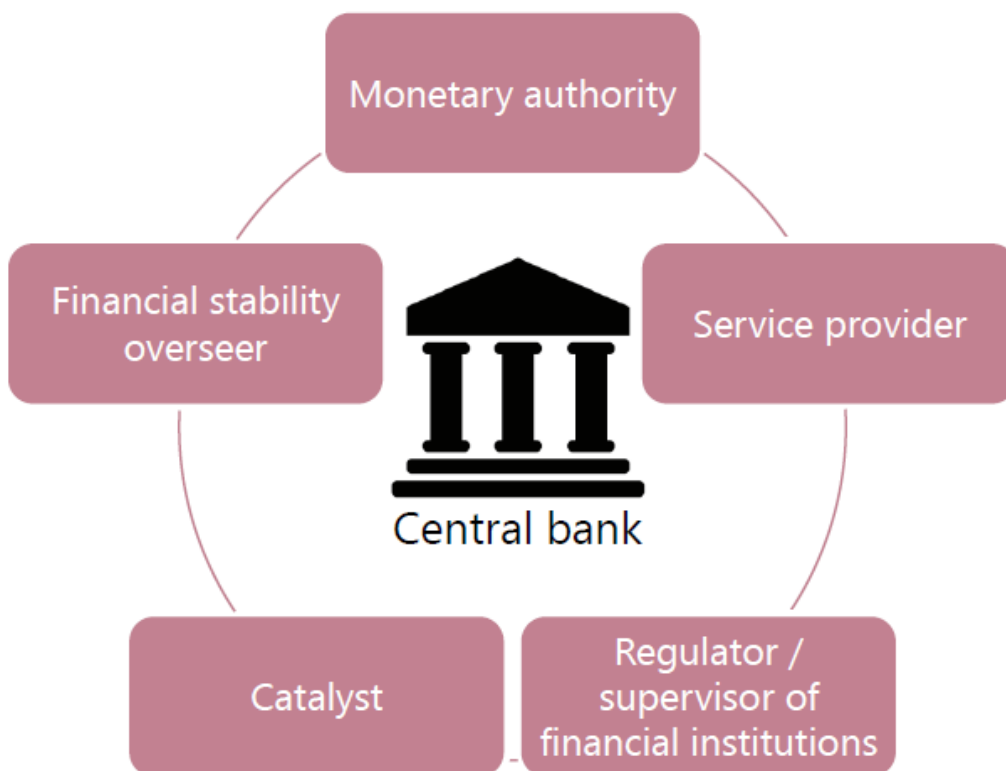 Monetary authority
Financial stability
overseer
Service provider
Central bank
Catalyst
Regulator /
supervisor of
financial institutions